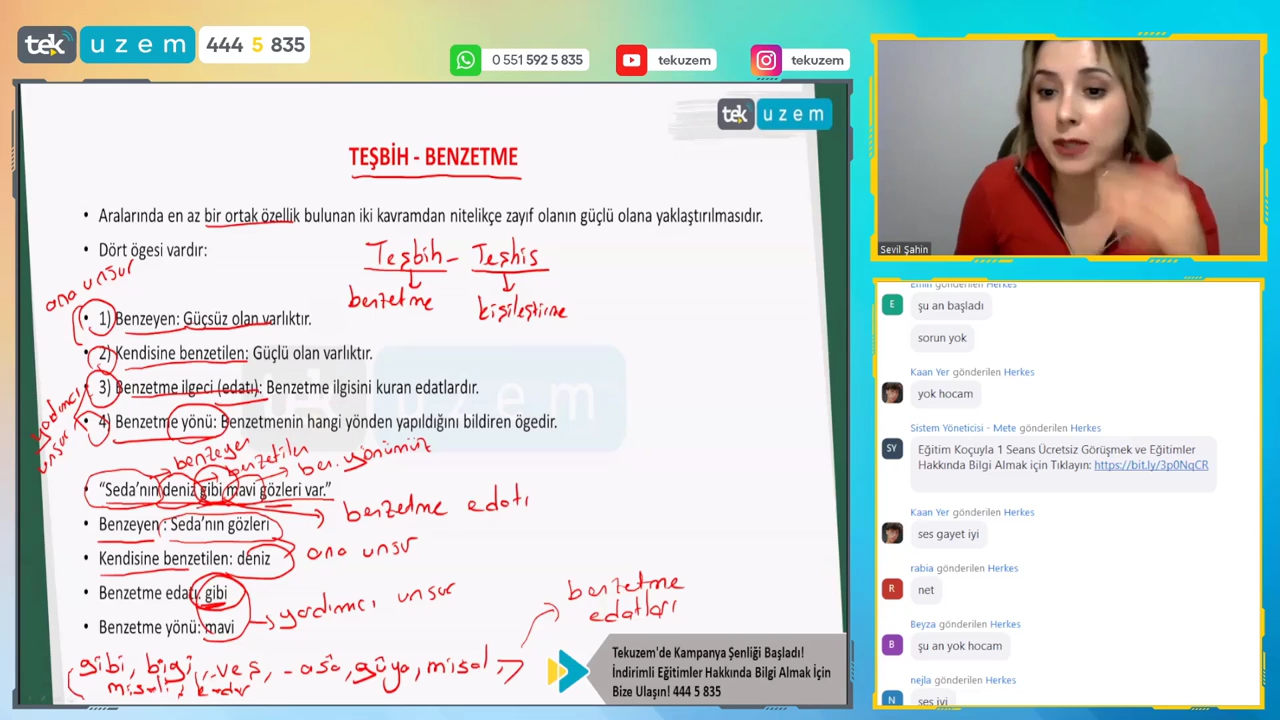 tek uzem 444 5 835
0 551 592 5 835 tekuzem tekuzem
tek uzem
TEŞBİH - BENZETME
• Aralarında en az bir ortak özellik bulunan iki kavramdan nitelikçe zayıf olanın güçlü olana yaklaştırılmasıdır.
• Dört ögesi vardır:
Teşbih - Teşhis
benzetme kişileştirme
ana unsur
• 1) Benzeyen: Güçsüz olan varlıktır.
• 2) Kendisine benzetilen: Güçlü olan varlıktır.
• 3) Benzetme ilgeci (edatı): Benzetme ilgisini kuran edatlardır.
• 4) Benzetme yönü: Benzetmenin hangi yönden yapıldığını bildiren ögedir.
yardımcı unsur
benzeyen benzetilen ben. yönümüz
• “Seda’nın deniz gibi mavi gözleri var.”
benzetme edatı
• Benzeyen : Seda’nın gözleri
• Kendisine benzetilen: deniz
ana unsur
• Benzetme edatı: gibi
• Benzetme yönü: mavi
yardımcı unsur
benzetme edatları
gibi, bigi, veş, -asa, güya, misal
misali, kadar
tek uzem
Tekuzem'de Kampanya Şenliği Başladı!
İndirimli Eğitimler Hakkında Bilgi Almak İçin
Bize Ulaşın! 444 5 835
Sevil Şahin
Emin gönderilen Herkes
E şu an başladı
sorun yok
Kaan Yer gönderilen Herkes
yok hocam
Sistem Yöneticisi - Mete gönderilen Herkes
SY Eğitim Koçuyla 1 Seans Ücretsiz Görüşmek ve Eğitimler
Hakkında Bilgi Almak için Tıklayın: https://bit.ly/3p0NqCR
Kaan Yer gönderilen Herkes
ses gayet iyi
rabia gönderilen Herkes
R net
Beyza gönderilen Herkes
B şu an yok hocam
nejla gönderilen Herkes
N ses iyi